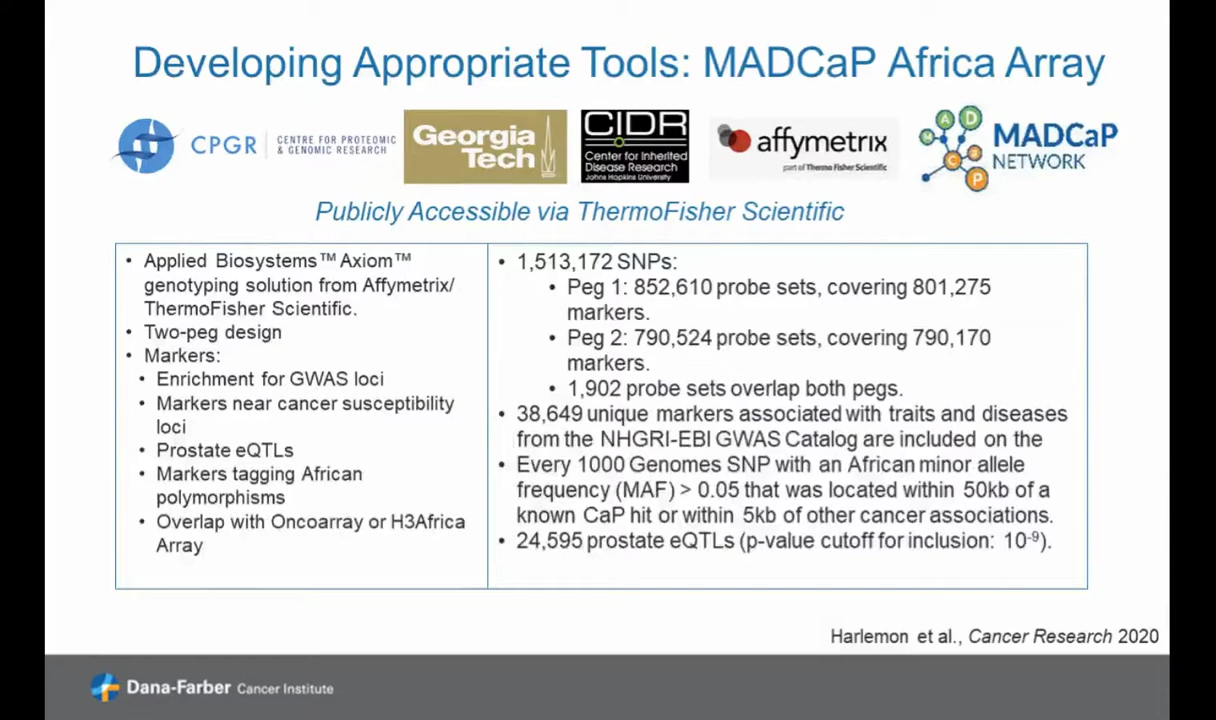 Developing Appropriate Tools: MADCaP Africa Array
CPGR
CENTRE FOR PROTEOMIC
& GENOMIC RESEARCH
Georgia
Tech
CIDR
Center for Inherited
Disease Research
Johns Hopkins University
affymetrix
part of Thermo Fisher Scientific
M A D C a P
MADCaP
NETWORK
Publicly Accessible via ThermoFisher Scientific
• Applied Biosystems™ Axiom™
genotyping solution from Affymetrix/
ThermoFisher Scientific.
• Two-peg design
• Markers:
• Enrichment for GWAS loci
• Markers near cancer susceptibility
loci
• Prostate eQTLs
• Markers tagging African
polymorphisms
• Overlap with Oncoarray or H3Africa
Array
• 1,513,172 SNPs:
• Peg 1: 852,610 probe sets, covering 801,275
markers.
• Peg 2: 790,524 probe sets, covering 790,170
markers.
• 1,902 probe sets overlap both pegs.
• 38,649 unique markers associated with traits and diseases
from the NHGRI-EBI GWAS Catalog are included on the
• Every 1000 Genomes SNP with an African minor allele
frequency (MAF) > 0.05 that was located within 50kb of a
known CaP hit or within 5kb of other cancer associations.
• 24,595 prostate eQTLs (p-value cutoff for inclusion: 10⁻⁹).
Harlemon et al., Cancer Research 2020
Dana-Farber Cancer Institute